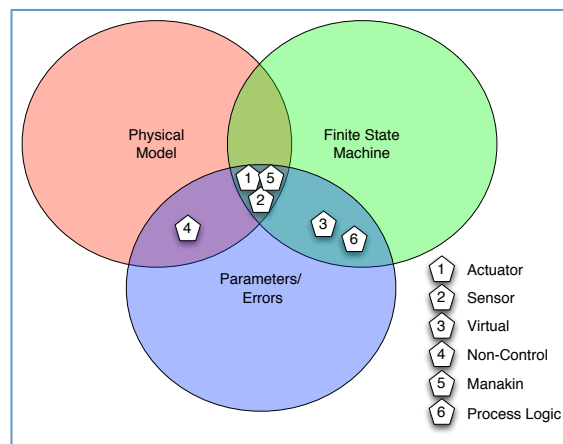 Physical
Model
Finite State
Machine
1
5
2
4
3
6
Parameters/
Errors
1 Actuator
2 Sensor
3 Virtual
4 Non-Control
5 Manakin
6 Process Logic